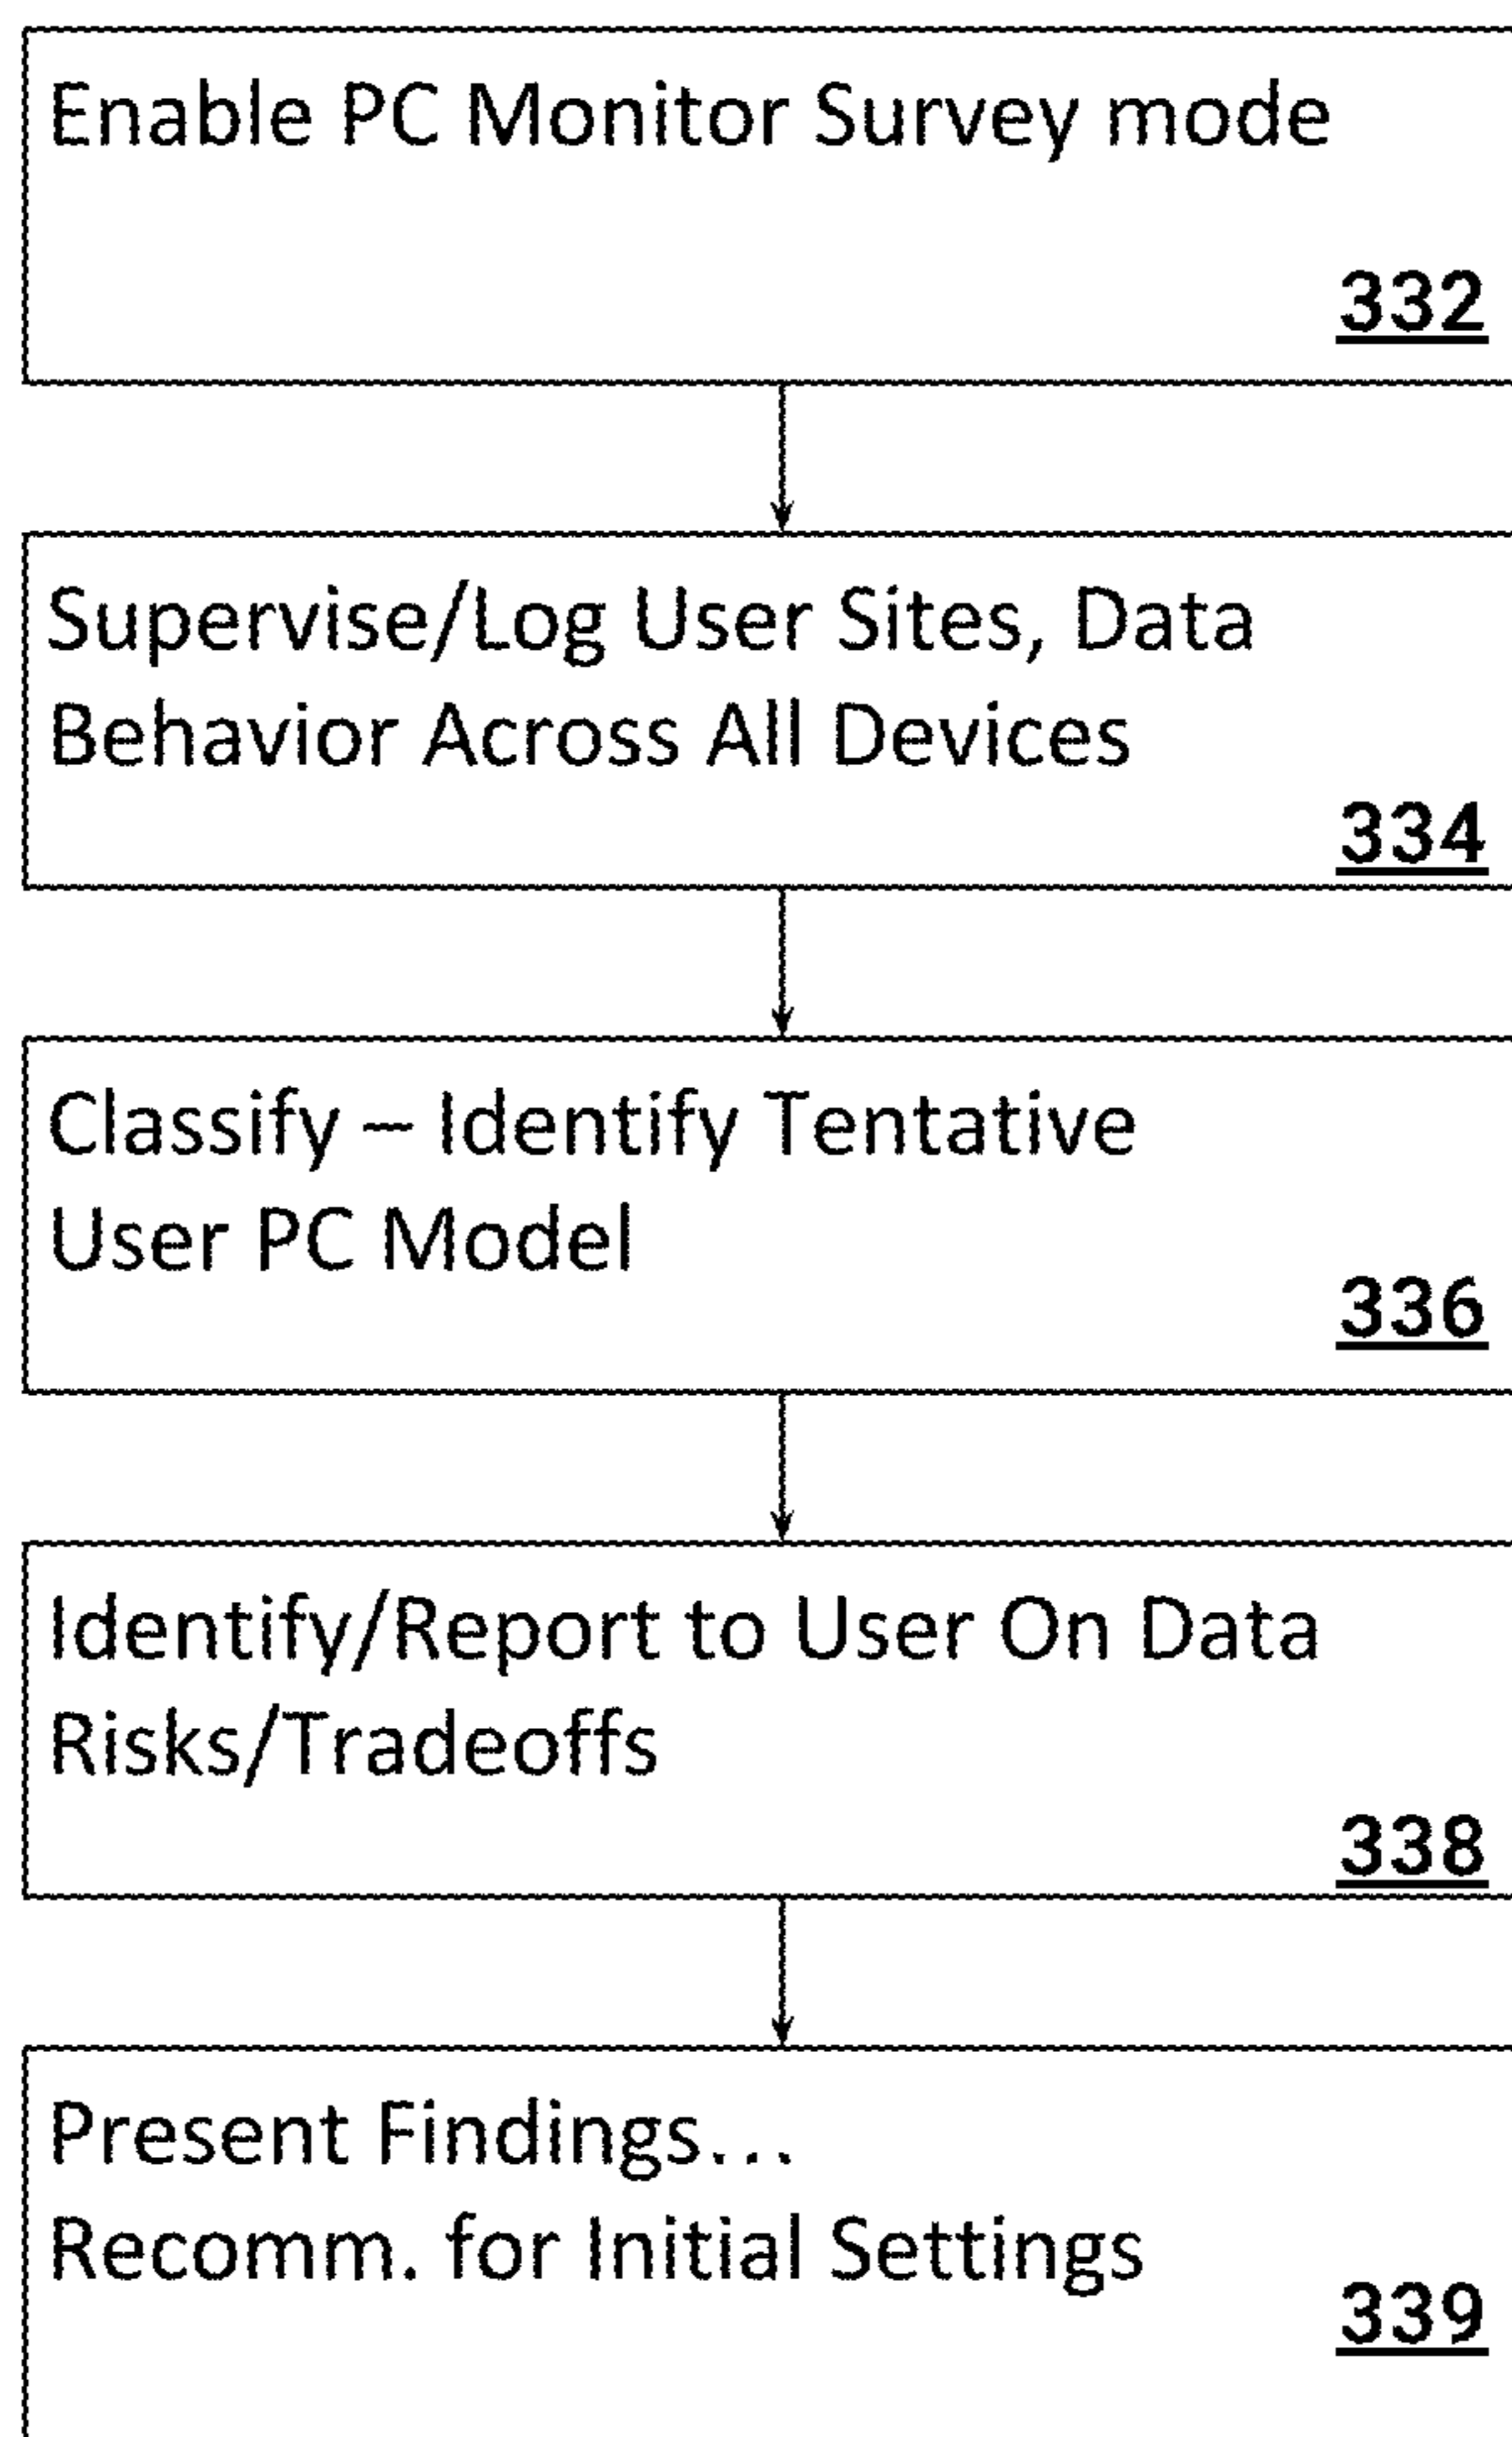 Enable PC Monitor Survey mode
332
Supervise/Log User Sites, Data
Behavior Across All Devices
334
Classify – Identify Tentative
User PC Model
336
Identify/Report to User On Data
Risks/Tradeoffs
338
Present Findings...
Recomm. for Initial Settings
339